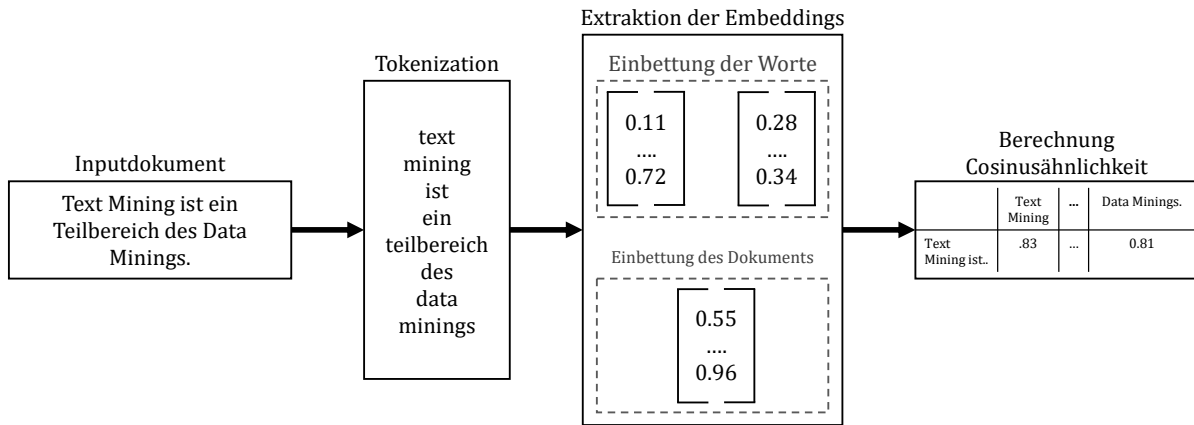 Inputdokument
Text Mining ist ein
Teilbereich des Data
Minings.
Tokenization
text
mining
ist
ein
teilbereich
des
data
minings
Extraktion der Embeddings
Einbettung der Worte
0.11 0.28
.... ....
0.72 0.34
Einbettung des Dokuments
0.55
....
0.96
Berechnung
Cosinusähnlichkeit
Text ... Data Minings.
Mining
Text .83 ... 0.81
Mining ist..